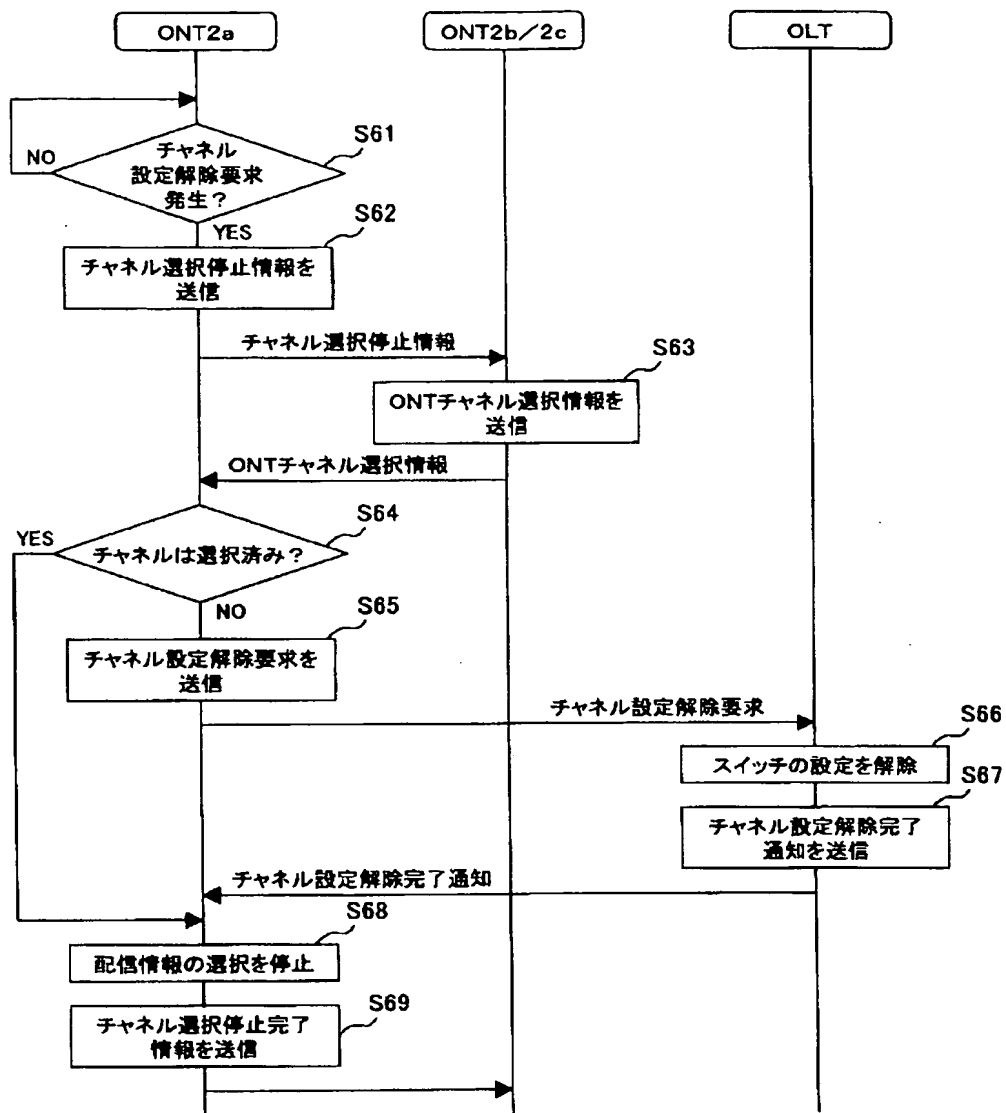 ONT2a
ONT2b／2c
OLT
S61
チャネル
設定解除要求
発生？
NO
YES
S62
チャネル選択停止情報を
送信
チャネル選択停止情報
S63
ONTチャネル選択情報を
送信
ONTチャネル選択情報
S64
YES
チャネルは選択済み？
NO
S65
チャネル設定解除要求を
送信
チャネル設定解除要求
S66
スイッチの設定を解除
S67
チャネル設定解除完了
通知を送信
チャネル設定解除完了通知
S68
配信情報の選択を停止
S69
チャネル選択停止完了
情報を送信